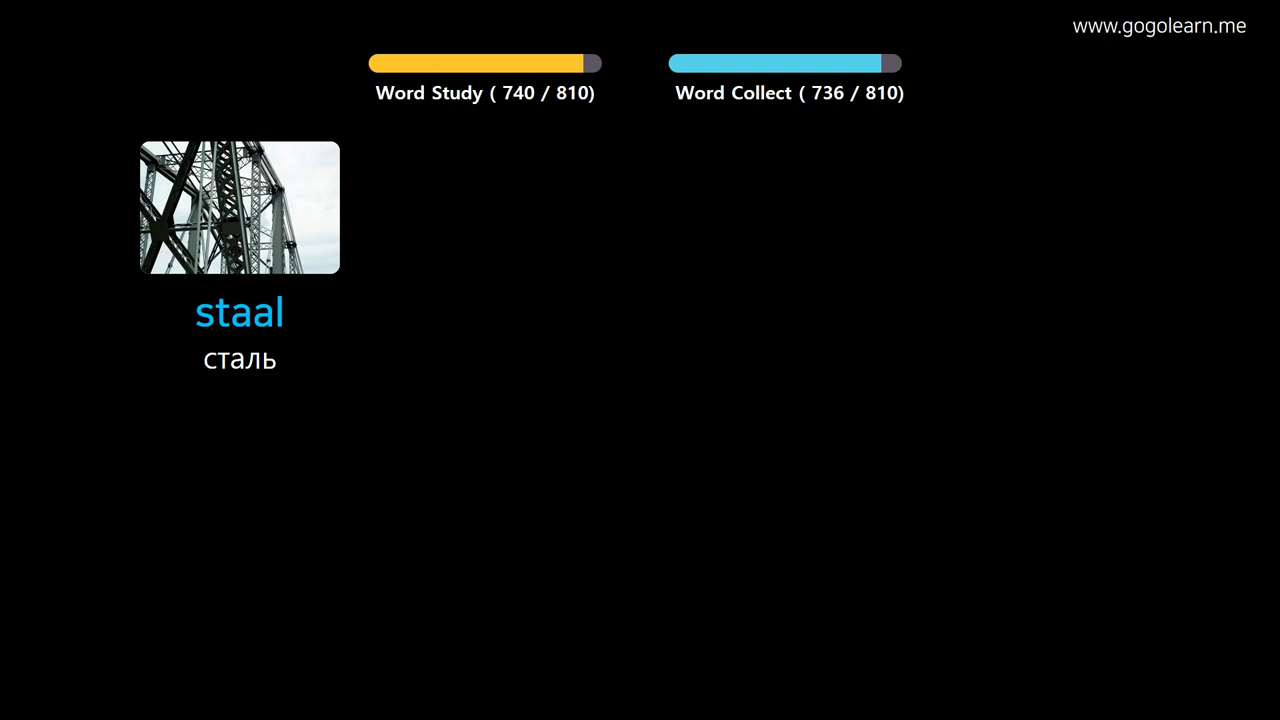 www.gogolearn.me
Word Study ( 740 / 810)
Word Collect ( 736 / 810)
staal
сталь